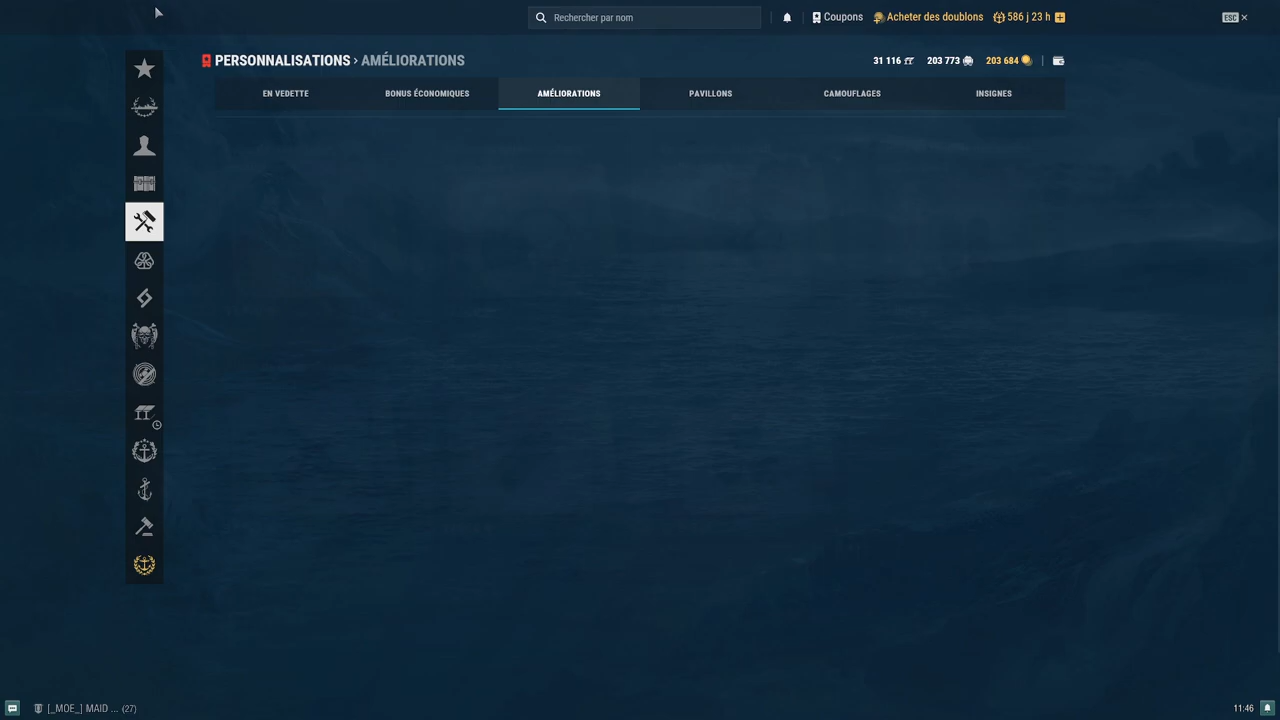 Rechercher par nom
Coupons
Acheter des doublons
586 j 23 h
ESC
PERSONNALISATIONS › AMÉLIORATIONS
31 116
203 773
203 684
EN VEDETTE
BONUS ÉCONOMIQUES
AMÉLIORATIONS
PAVILLONS
CAMOUFLAGES
INSIGNES
[_MOE_] MAID ... (27)
11:46